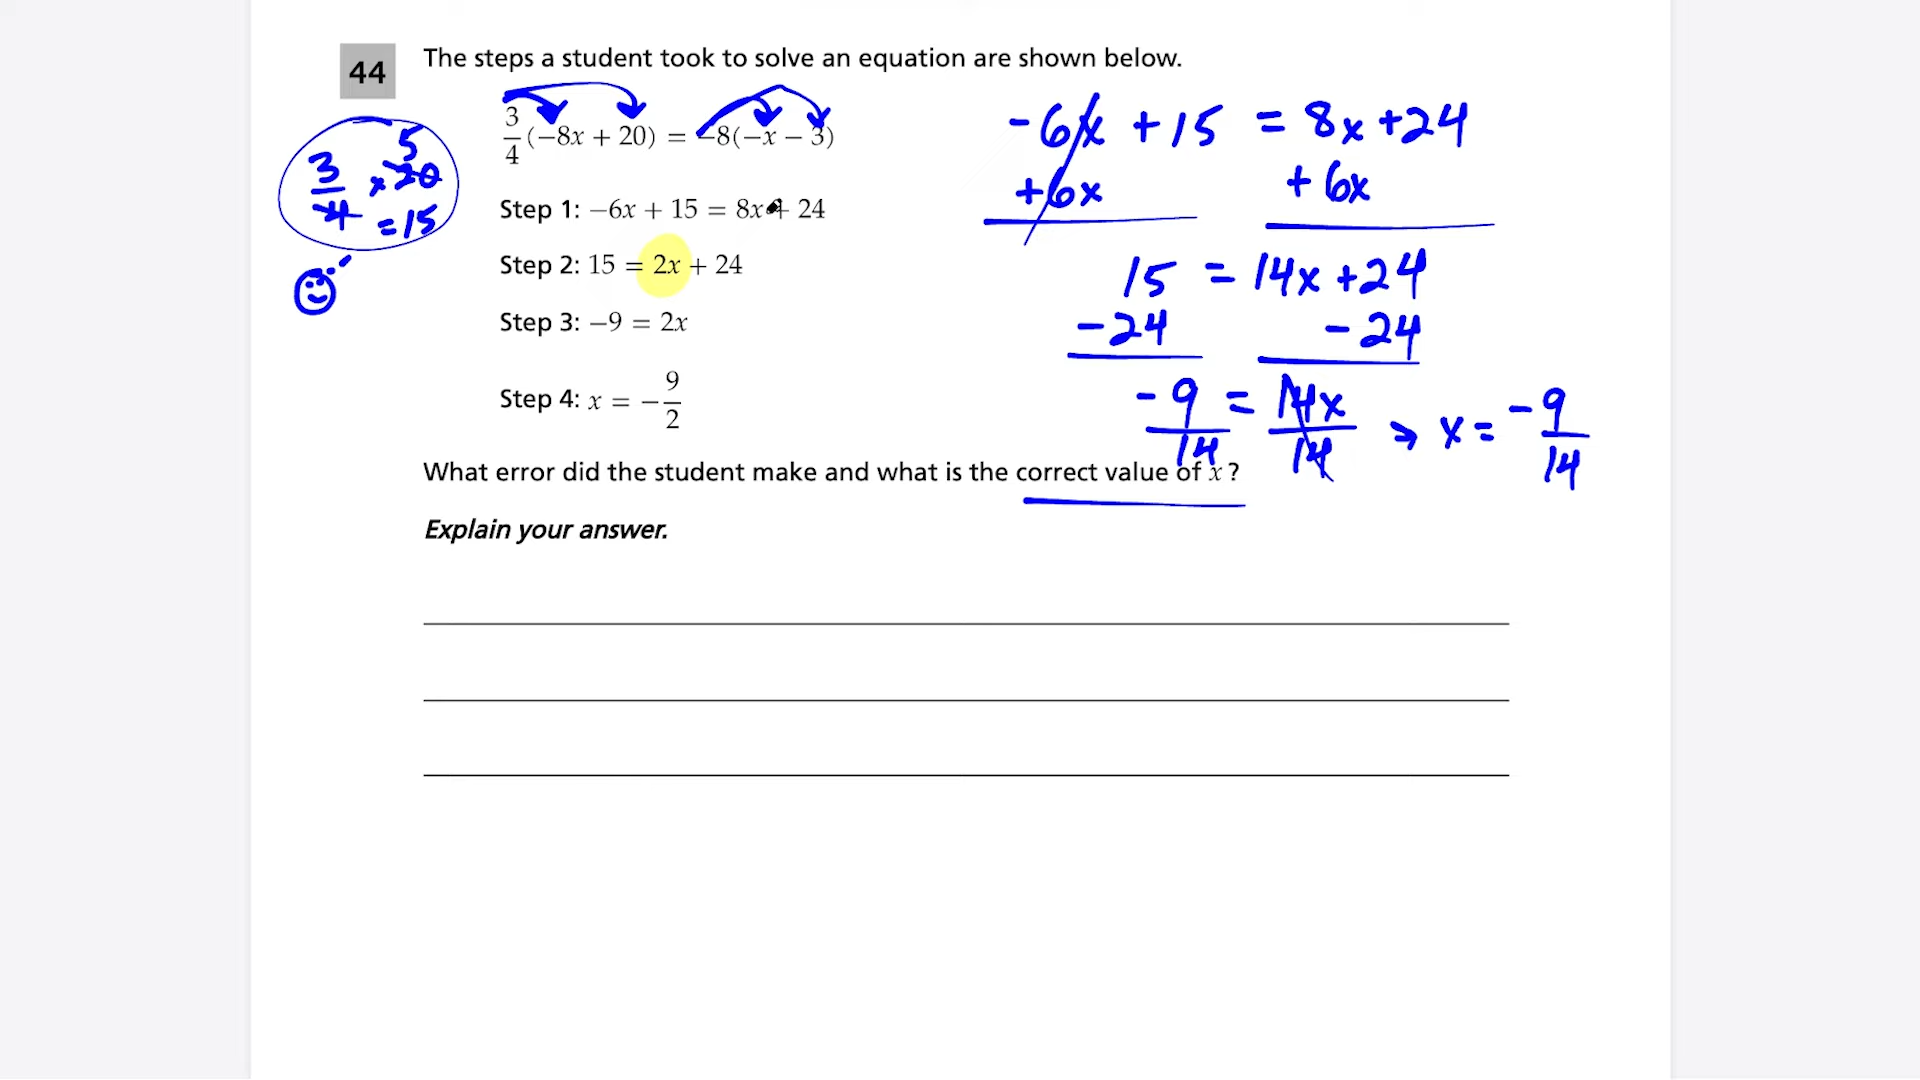 44
The steps a student took to solve an equation are shown below.
3/4(−8x + 20) = −8(−x − 3)
Step 1: −6x + 15 = 8x + 24
Step 2: 15 = 2x + 24
Step 3: −9 = 2x
Step 4: x = −9/2
What error did the student make and what is the correct value of x?
Explain your answer.
5
3/4 × 20
= 15
-6x + 15 = 8x + 24
+6x + 6x
15 = 14x + 24
- 24 - 24
-9/14 = 14x/14 → x = -9/14